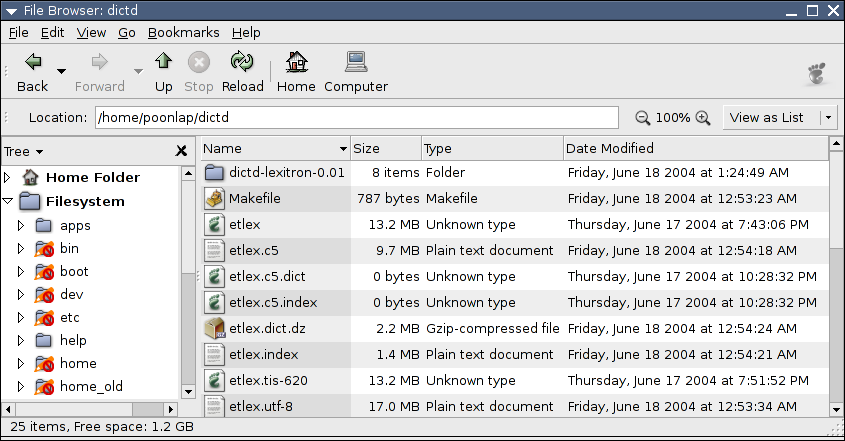 File Browser: dictd
File Edit View Go Bookmarks Help
Back Forward Up Stop Reload Home Computer
Location: /home/poonlap/dictd 100% View as List
Tree
Name Size Type Date Modified
Home Folder
Filesystem
apps
bin
boot
dev
etc
help
home
home_old
dictd-lexitron-0.01 8 items Folder Friday, June 18 2004 at 1:24:49 AM
Makefile 787 bytes Makefile Friday, June 18 2004 at 12:53:23 AM
etlex 13.2 MB Unknown type Thursday, June 17 2004 at 7:43:06 PM
etlex.c5 9.7 MB Plain text document Friday, June 18 2004 at 12:54:18 AM
etlex.c5.dict 0 bytes Unknown type Thursday, June 17 2004 at 10:28:32 PM
etlex.c5.index 0 bytes Unknown type Thursday, June 17 2004 at 10:28:32 PM
etlex.dict.dz 2.2 MB Gzip-compressed file Friday, June 18 2004 at 12:54:24 AM
etlex.index 1.4 MB Plain text document Friday, June 18 2004 at 12:54:21 AM
etlex.tis-620 13.2 MB Unknown type Thursday, June 17 2004 at 7:51:52 PM
etlex.utf-8 17.0 MB Plain text document Friday, June 18 2004 at 12:53:34 AM
25 items, Free space: 1.2 GB